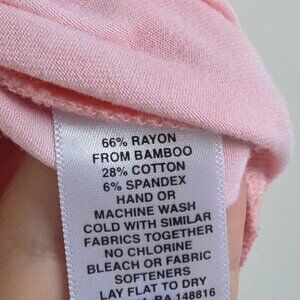 66% RAYON
FROM BAMBOO
28% COTTON
6% SPANDEX
HAND OR
MACHINE WASH
COLD WITH SIMILAR
FABRICS TOGETHER
NO CHLORINE
BLEACH OR FABRIC
SOFTENERS
LAY FLAT TO DRY
148816